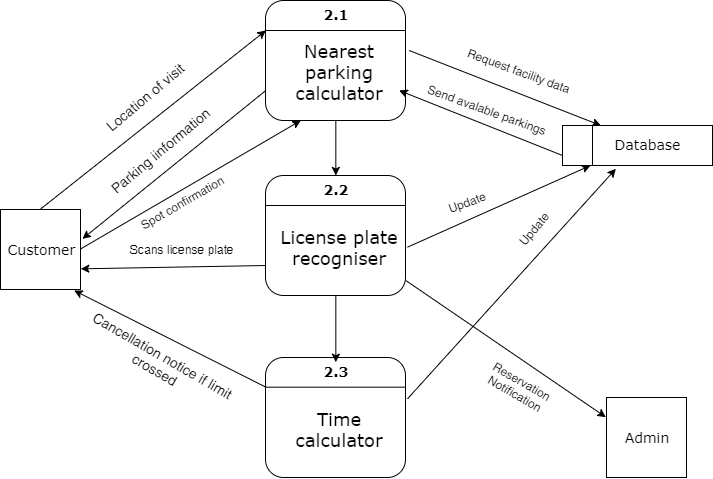 2.1
Nearest
parking
calculator
Location of visit
Parking iinformation
Spot confirmation
Request facility data
Send avalable parkings
Database
2.2
License plate
recogniser
Update
Update
Customer
Scans license plate
Cancellation notice if limit
crossed
2.3
Time
calculator
Reservation
Notification
Admin